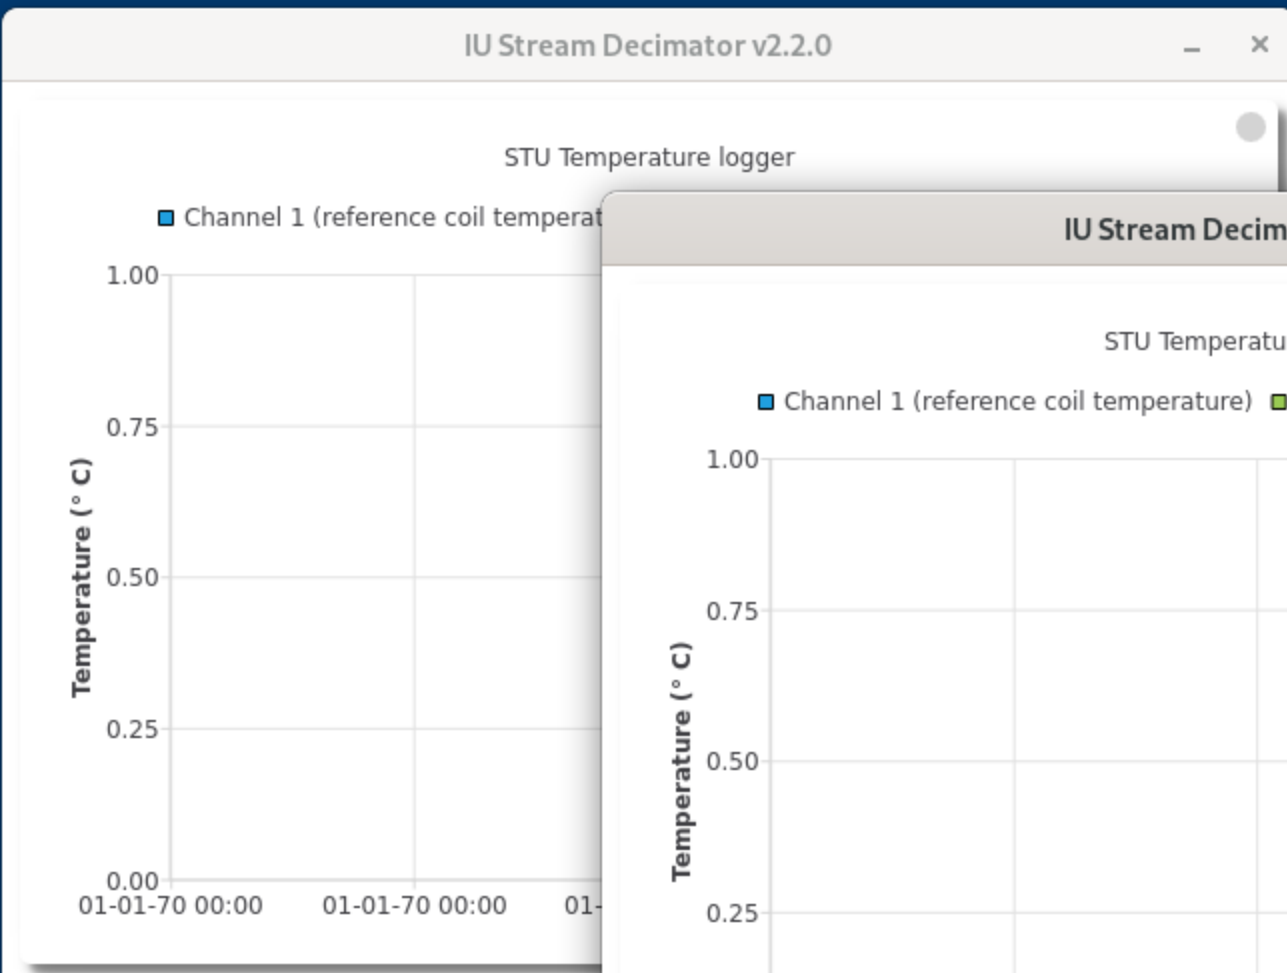 IU Stream Decimator v2.2.0
STU Temperature logger
Channel 1 (reference coil temperat
1.00
0.75
0.50
0.25
0.00
Temperature (° C)
01-01-70 00:00 01-01-70 00:00 01-
IU Stream Decim
STU Temperatu
Channel 1 (reference coil temperature)
1.00
0.75
0.50
0.25
Temperature (° C)